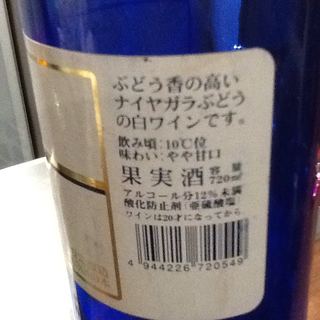 ぶどう香の高い
ナイヤガラぶどう
の白ワインです。
飲み頃:10℃位
味わい:やや甘口
果実酒 容量 720㎖
アルコール分12%未満
酸化防止剤(亜硫酸塩
ワインは20才になってから
4 944226 720549